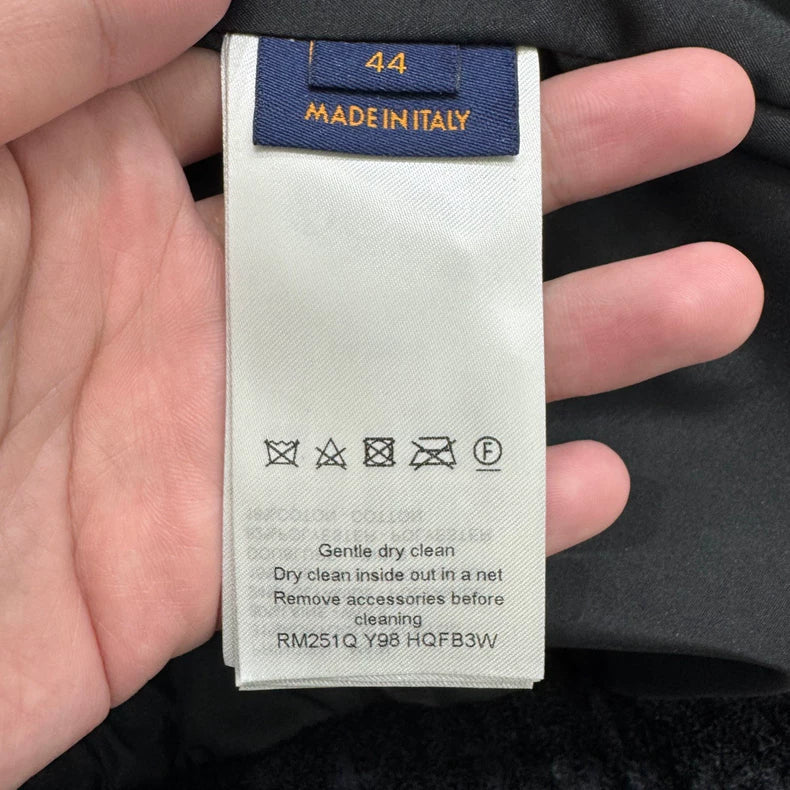 44
MADE IN ITALY
F
Gentle dry clean
Dry clean inside out in a net
Remove accessories before
cleaning
RM251Q Y98 HQFB3W